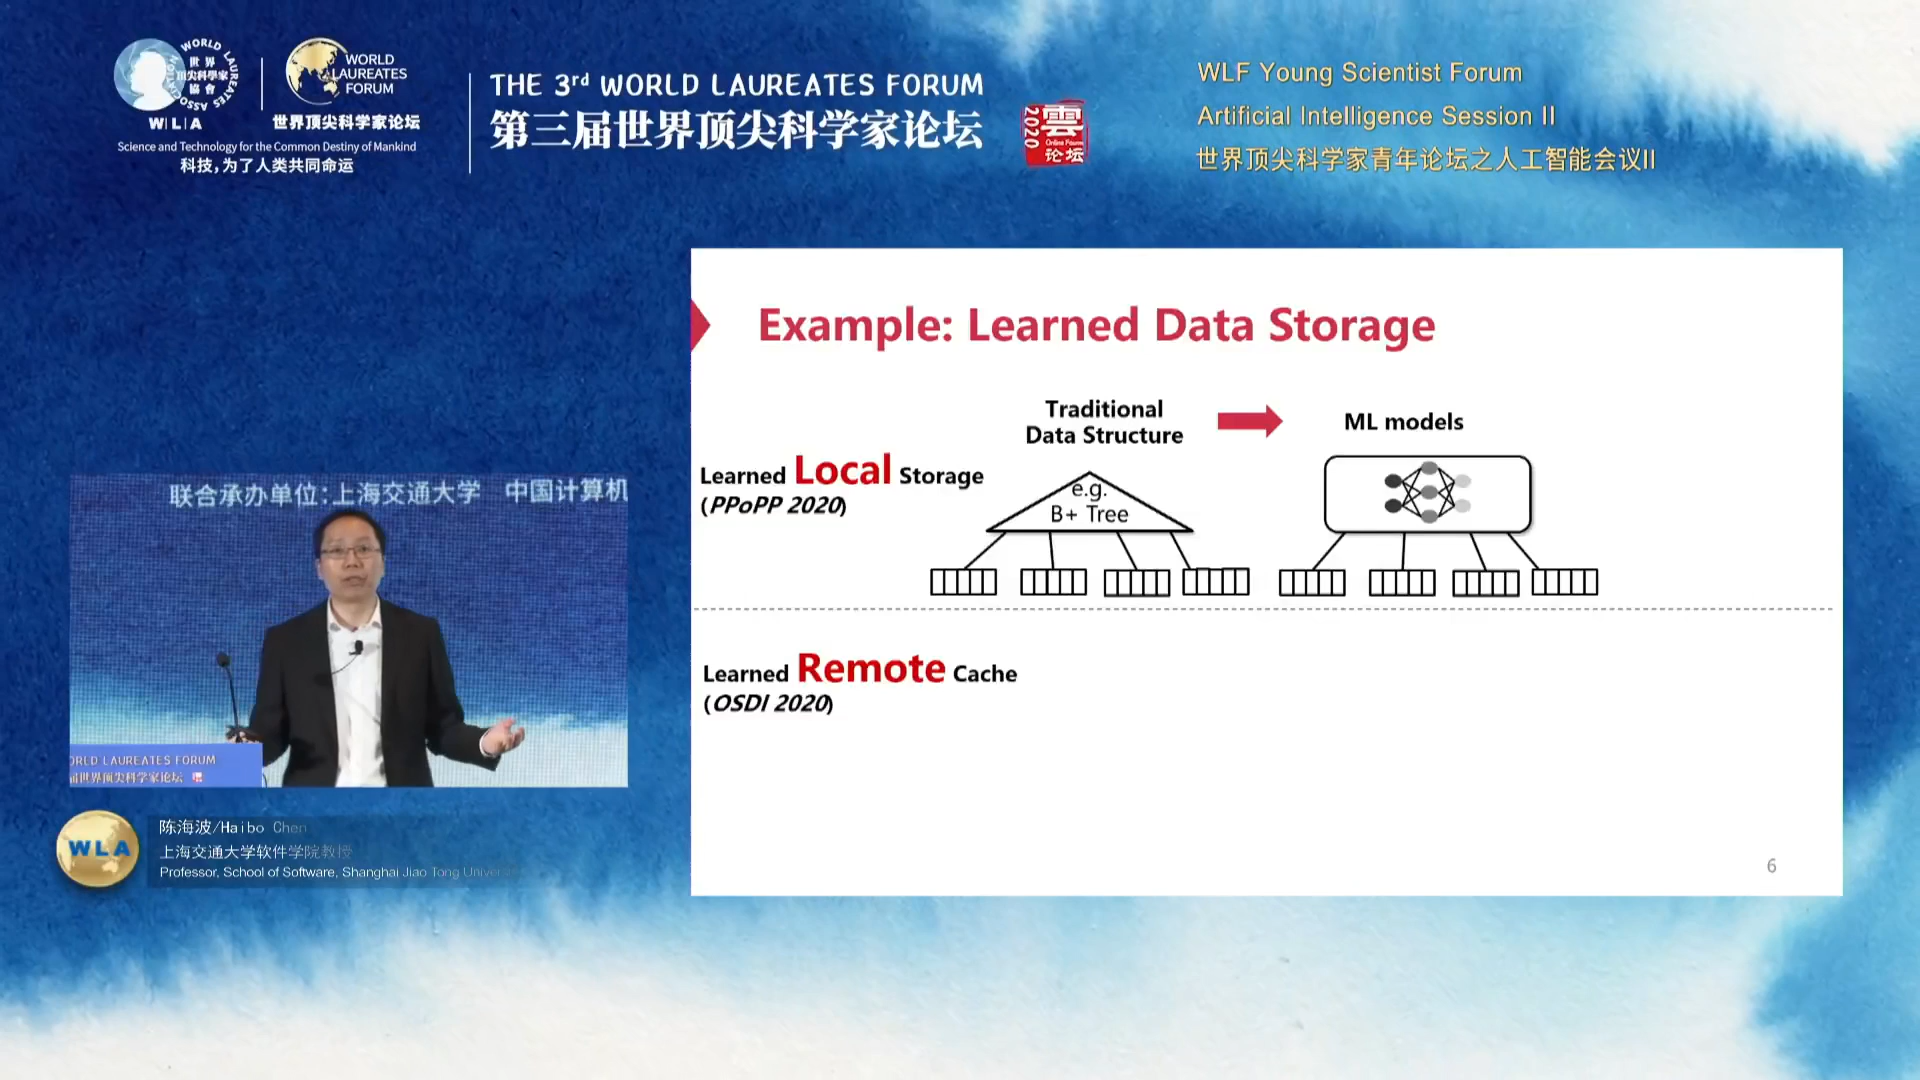 WORLD LAUREATES ASSOCIATION
世界
頂尖科學家
協會
W|L|A
WORLD
LAUREATES
FORUM
世界顶尖科学家论坛
Science and Technology for the Common Destiny of Mankind
科技,为了人类共同命运
THE 3rd WORLD LAUREATES FORUM
第三届世界顶尖科学家论坛
2020
雲
Online Forum
论坛
WLF Young Scientist Forum
Artificial Intelligence Session II
世界顶尖科学家青年论坛之人工智能会议II
Example: Learned Data Storage
Traditional
Data Structure
ML models
Learned Local Storage
(PPoPP 2020)
e.g.
B+ Tree
Learned Remote Cache
(OSDI 2020)
6
联合承办单位:上海交通大学 中国计算机
ORLD LAUREATES FORUM
届世界顶尖科学家论坛
WLA
陈海波/Haibo Chen
上海交通大学软件学院教授
Professor, School of Software, Shanghai Jiao Tong Univers